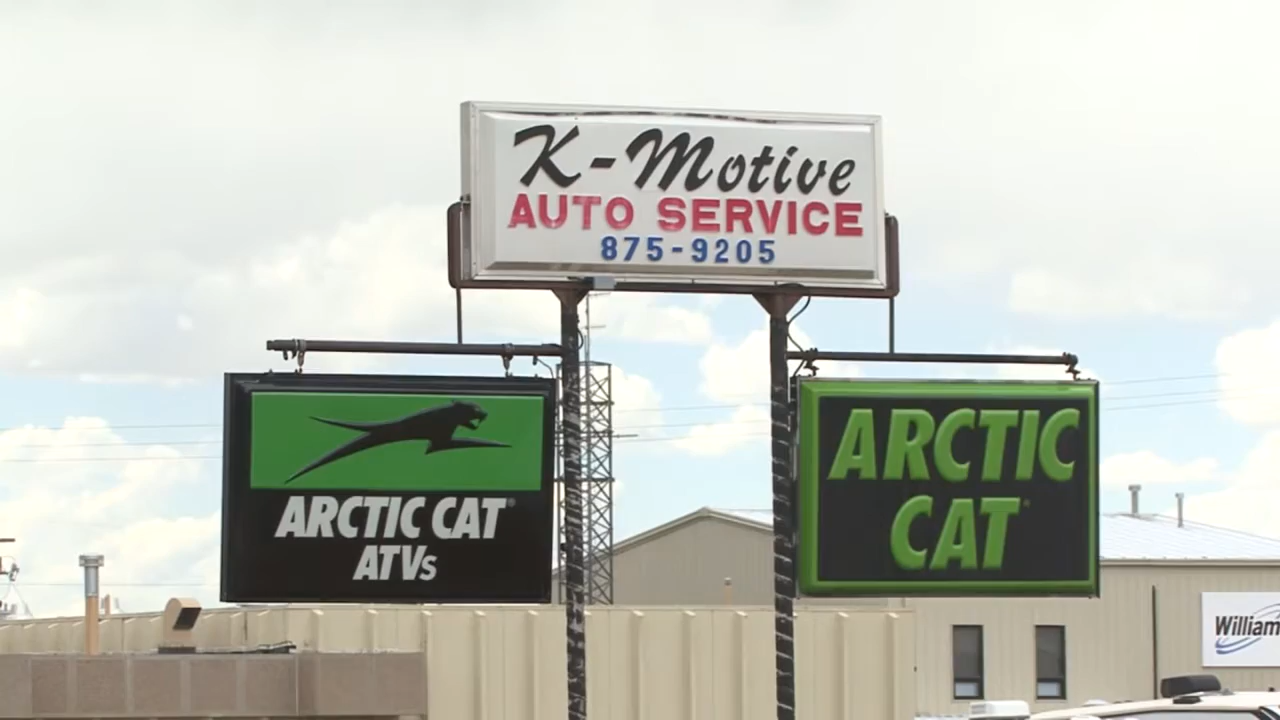 K-Motive
AUTO SERVICE
875-9205
ARCTIC CAT®
ATVs
ARCTIC
CAT